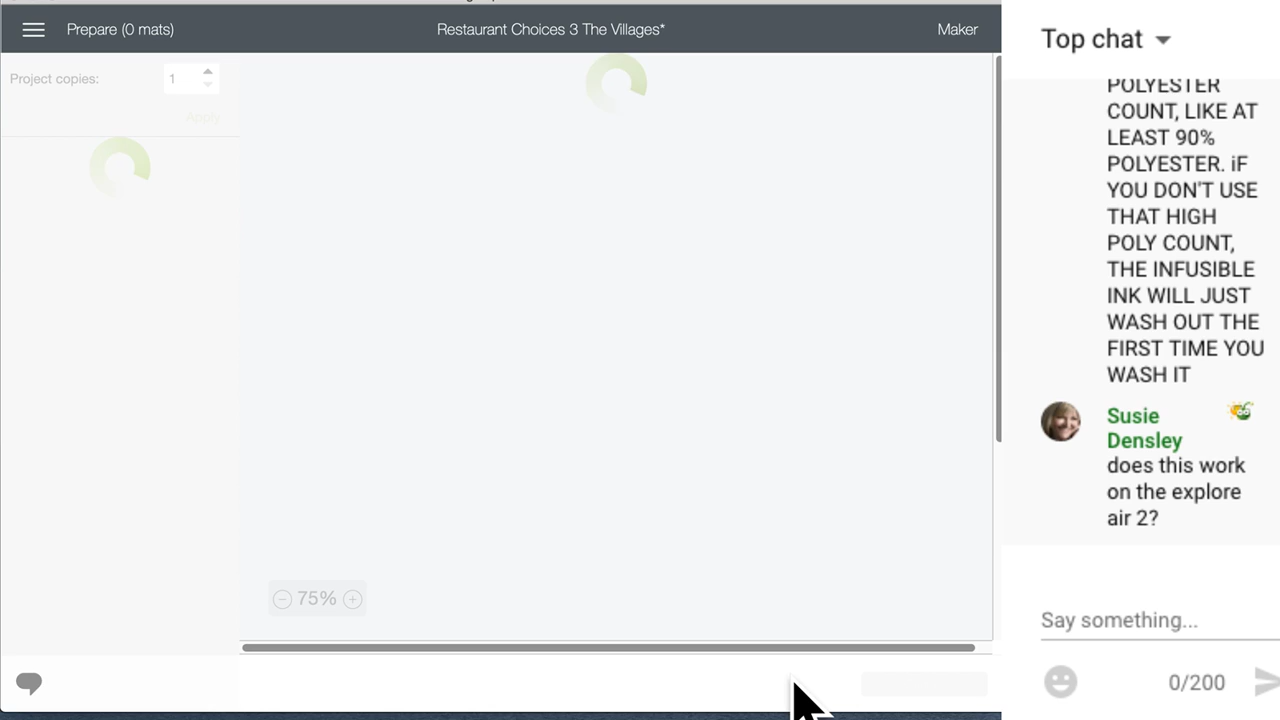 Prepare (0 mats)
Restaurant Choices 3 The Villages*
Maker
Project copies:
1
Apply
75%
Top chat
POLYESTER
COUNT, LIKE AT
LEAST 90%
POLYESTER. iF
YOU DON'T USE
THAT HIGH
POLY COUNT,
THE INFUSIBLE
INK WILL JUST
WASH OUT THE
FIRST TIME YOU
WASH IT
Susie
Densley
does this work
on the explore
air 2?
Say something...
0/200